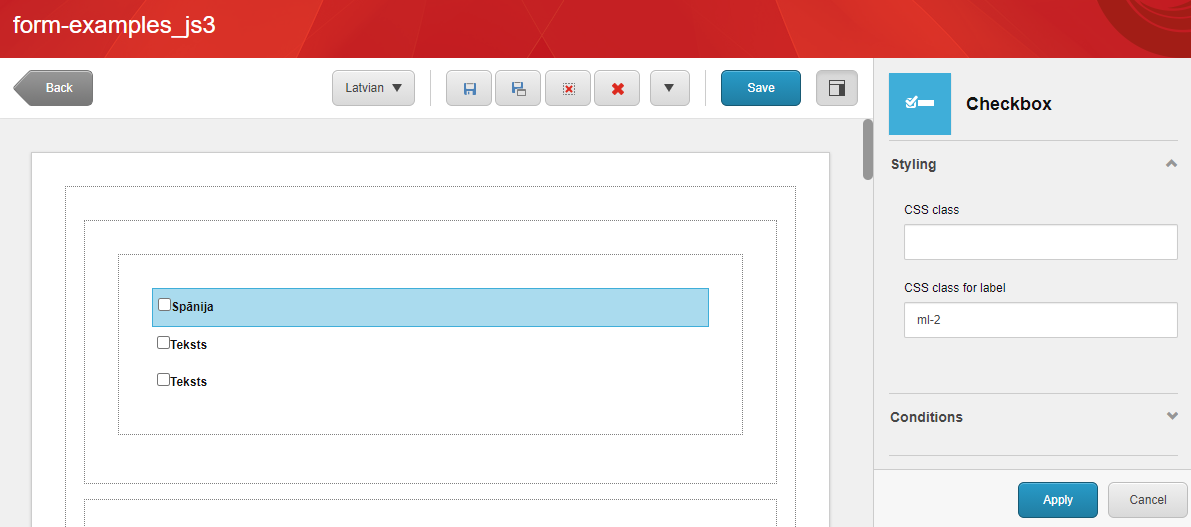 form-examples_js3
Back
Latvian
Save
Spānija
Teksts
Teksts
Checkbox
Styling
CSS class
CSS class for label
ml-2
Conditions
Apply
Cancel